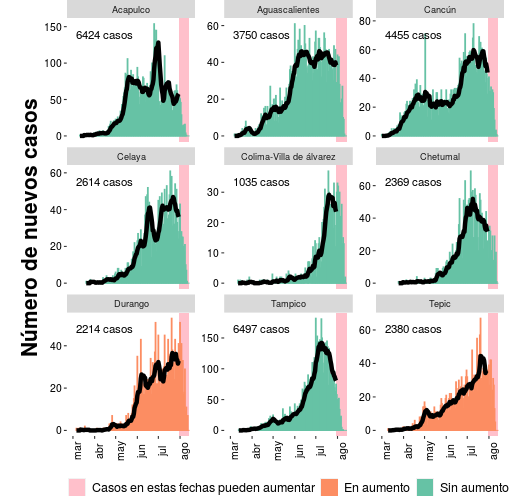 Número de nuevos casos
Acapulco
Aguascalientes
Cancún
6424 casos
3750 casos
4455 casos
150
100
50
0
60
40
20
0
80
60
40
20
0
Celaya
Colima-Villa de álvarez
Chetumal
2614 casos
1035 casos
2369 casos
60
40
20
0
30
20
10
0
60
40
20
0
Durango
Tampico
Tepic
2214 casos
6497 casos
2380 casos
40
20
0
150
100
50
0
60
40
20
0
mar abr may jun jul ago
mar abr may jun jul ago
mar abr may jun jul ago
Casos en estas fechas pueden aumentar
En aumento
Sin aumento